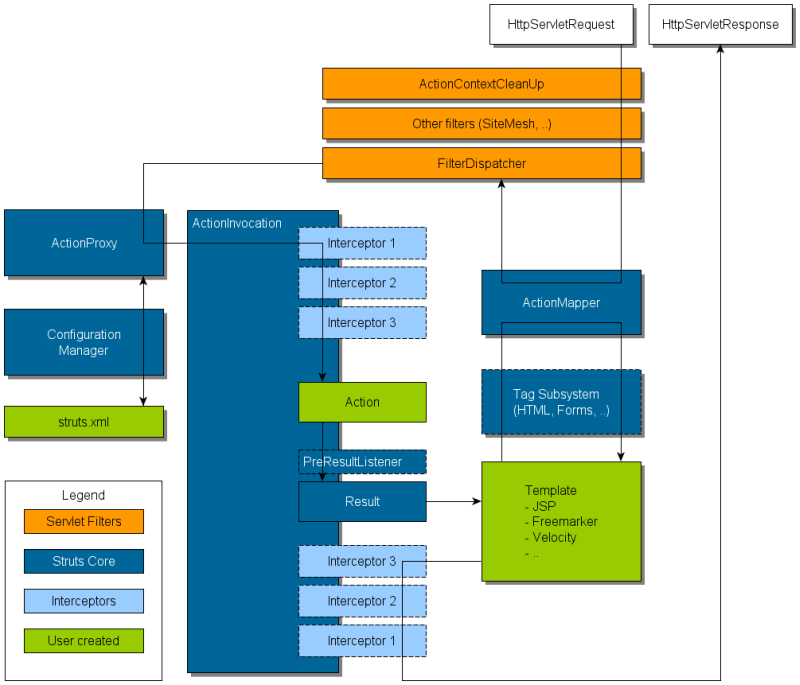 HttpServletRequest
HttpServletResponse
ActionContextCleanUp
Other filters (SiteMesh, ..)
FilterDispatcher
ActionProxy
ActionInvocation
Interceptor 1
Interceptor 2
Interceptor 3
ActionMapper
Configuration
Manager
struts.xml
Action
Tag Subsystem
(HTML, Forms, ..)
PreResultListener
Result
Template
- JSP
- Freemarker
- Velocity
- ..
Interceptor 3
Interceptor 2
Interceptor 1
Legend
Servlet Filters
Struts Core
Interceptors
User created